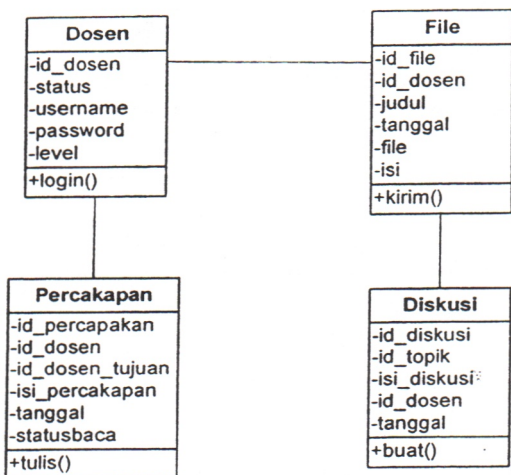 Dosen
-id_dosen
-status
-username
-password
-level
+login()
File
-id_file
-id_dosen
-judul
-tanggal
-file
-isi
+kirim()
Percakapan
-id_percapakan
-id_dosen
-id_dosen_tujuan
-isi_percakapan
-tanggal
-statusbaca
+tulis()
Diskusi
-id_diskusi
-id_topik
-isi_diskusi
-id_dosen
-tanggal
+buat()